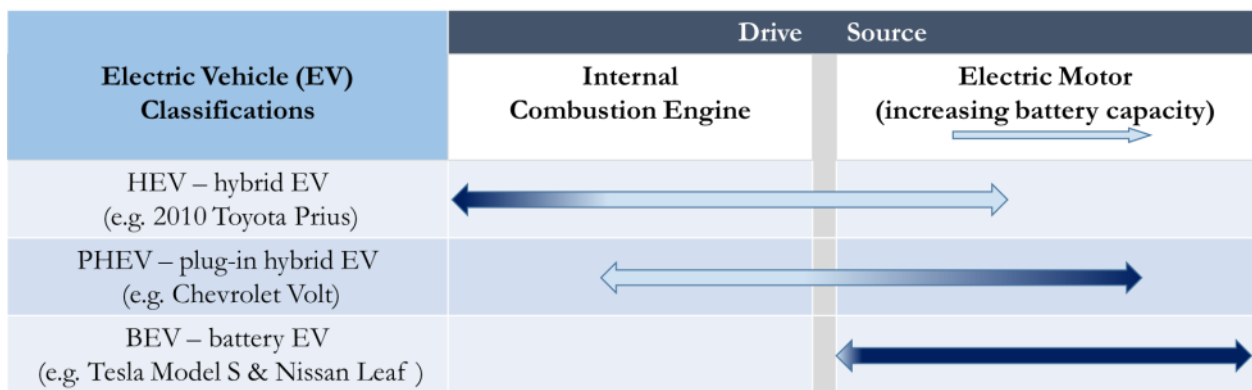 Drive Source
Electric Vehicle (EV)
Classifications
Internal
Combustion Engine
Electric Motor
(increasing battery capacity)
HEV – hybrid EV
(e.g. 2010 Toyota Prius)
PHEV – plug-in hybrid EV
(e.g. Chevrolet Volt)
BEV – battery EV
(e.g. Tesla Model S & Nissan Leaf )